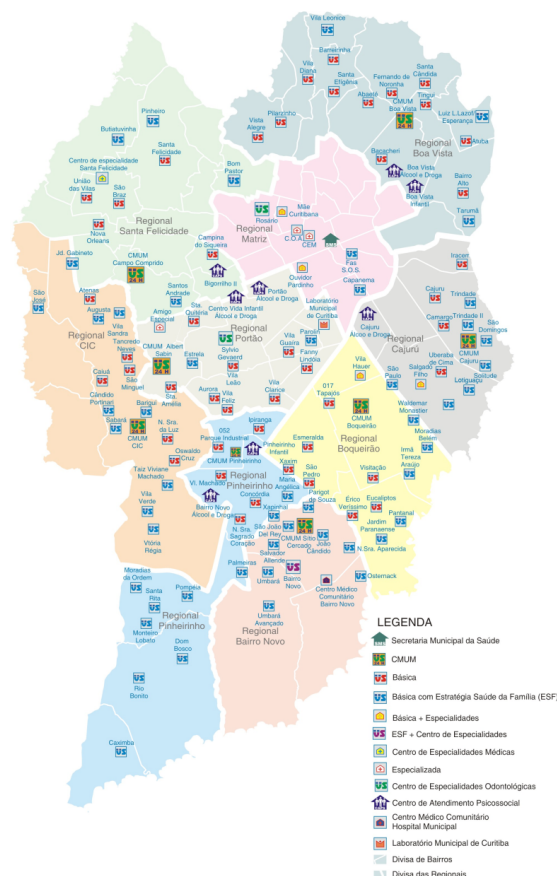 Vila Leonice
Barreirinha
Vila
Diana
Santa
Efigênia
Abaeté
Fernando de
Noronha
Santa
Cândida
CMUM
Boa Vista
Tingui
Luiz L.Lazof
Esperança
Atuba
Pilarzinho
Vista
Alegre
Regional
Boa Vista
Bacacheri
Boa Vista
Álcool e Droga
Boa Vista
Infantil
Bairro
Alto
Tarumã
Pinheiro
Butiatuvinha
Santa
Felicidade
Centro de especialidade
Santa Felicidade
União
das Vilas
São
Braz
Bom
Pastor
Nova
Orleans
Regional
Santa Felicidade
Regional
Matriz
Rosário
Mãe
Curitibana
C.O.A.
CEM
Fas
S.O.S.
Ouvidor
Pardinho
Capanema
Campina
do Siqueira
Jd. Gabineto
CMUM
Campo Comprido
Bigorrilho II
Portão
Álcool e Droga
Centro Vida Infantil
Álcool e Droga
Laboratório
Municipal
de Curitiba
Cajuru
Álcoo e Droga
Iracert
Cajuru
Trindade
Camargo
Trindade II
São
Domingos
CMUM
Cajuru
Uberaba
de Cima
Solitude
Salgado
Filho
Lotiguaçu
São
Paulo
Regional
Cajurú
São
José
Atenas
Augusta
Santos
Andrade
Sta.
Quitéria
Amigo
Especial
Regional
CIC
Vila
Sandra
Tancredo
Neves
CMUM Albert
Sabin
Estrela
Regional
Portão
Sylvio
Gevaerd
Vila
Guaíra
Parolin
Fanny
Lindóia
Vila
Hauer
Caiuá
São
Minguel
Sta.
Amélia
Vila
Leão
Aurora
Vila
Feliz
Vila
Clarice
017
Tapajós
CMUM
Boqueirão
Waldemar
Monastier
Moradias
Belém
Cândido
Portinari
Barigui
Sabará
CMUM
CIC
N. Sra.
da Luz
Oswaldo
Cruz
Ipiranga
052
Parque Industrial
CMUM Pinheirinho
Pinheirinho
Infantil
Esmeralda
Regional
Boqueirão
Irmã
Tereza
Araújo
Taiz Viviane
Machado
Vila
Verde
Vitória
Régia
Vl. Machado
Regional
Pinheirinho
Xaxim
Maria
Angélica
São
Pedro
Visitação
Concórdia
Xapinhal
Parigot
de Souza
Érico
Veríssimo
Eucaliptos
Pantanal
Bairro Novo
Álcool e Droga
N. Sra.
Sagrado
Coração
São João
Del Rey
CMUM Sitio
Cercado
João
Cândido
Jardim
Paranaense
N.Sra. Aparecida
Salvador
Allende
Palmeiras
Umbará
Bairro
Novo
Centro Médico
Comunitário
Bairro Novo
Osternack
Moradias
da Ordem
Santa
Rita
Pompéia
Regional
Pinheirinho
Monteiro
Lobato
Dom
Bosco
Umbará
Avançado
Regional
Bairro Novo
Rio
Bonito
Caximba
LEGENDA
Secretaria Municipal da Saúde
CMUM
Básica
Básica com Estratégia Saúde da Família (ESF)
Básica + Especialidades
ESF + Centro de Especialidades
Centro de Especialidades Médicas
Especializada
Centro de Especialidades Odontológicas
Centro de Atendimento Psicossocial
Centro Médico Comunitário
Hospital Municipal
Laboratório Municipal de Curitiba
Divisa de Bairros
Divisa das Regionais